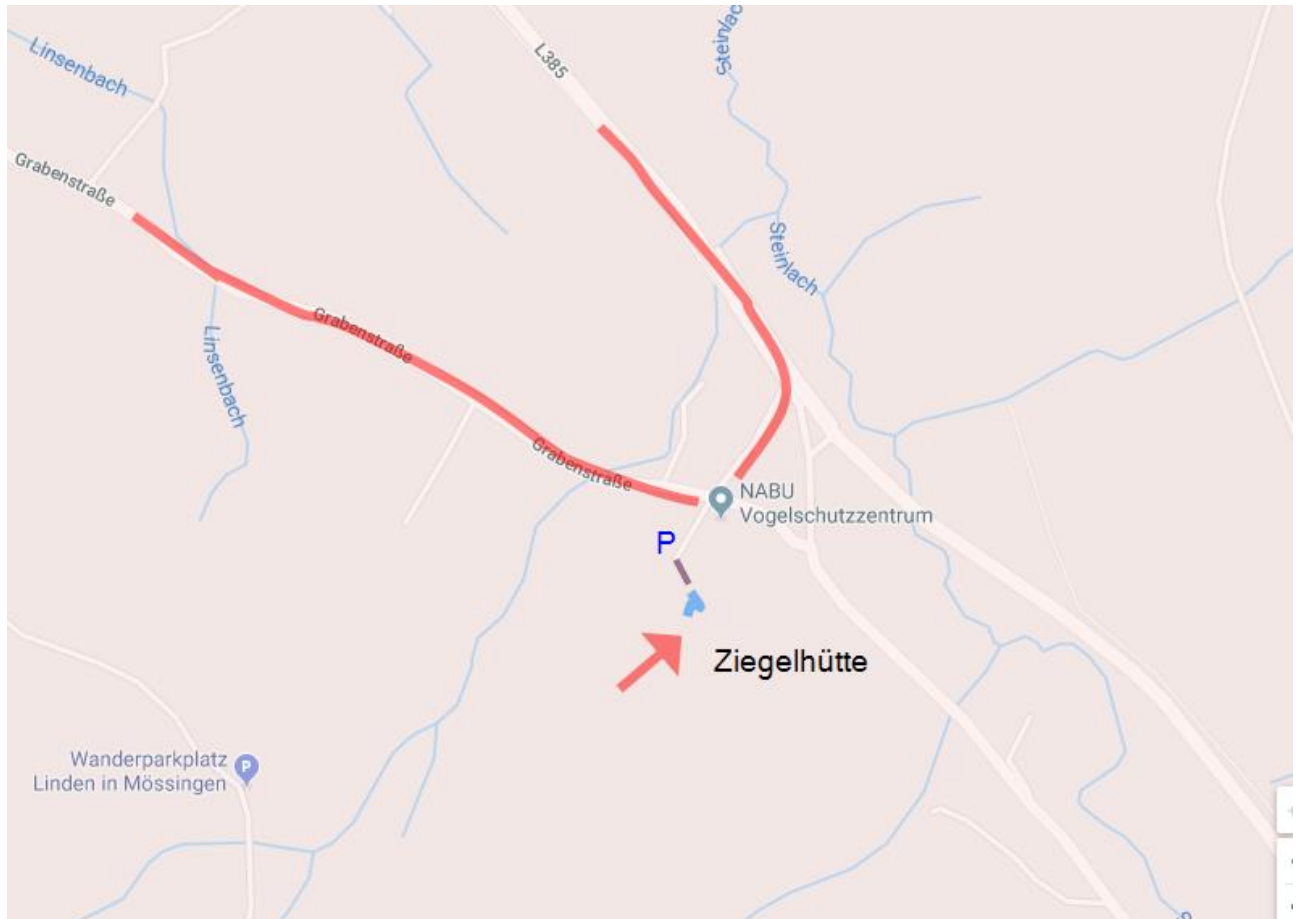 Linsenbach
L385
Steinlach
Grabenstraße
Steinlach
Grabenstraße
Linsenbach
Grabenstraße
NABU
Vogelschutzzentrum
P
Ziegelhütte
Wanderparkplatz
Linden in Mössingen
P